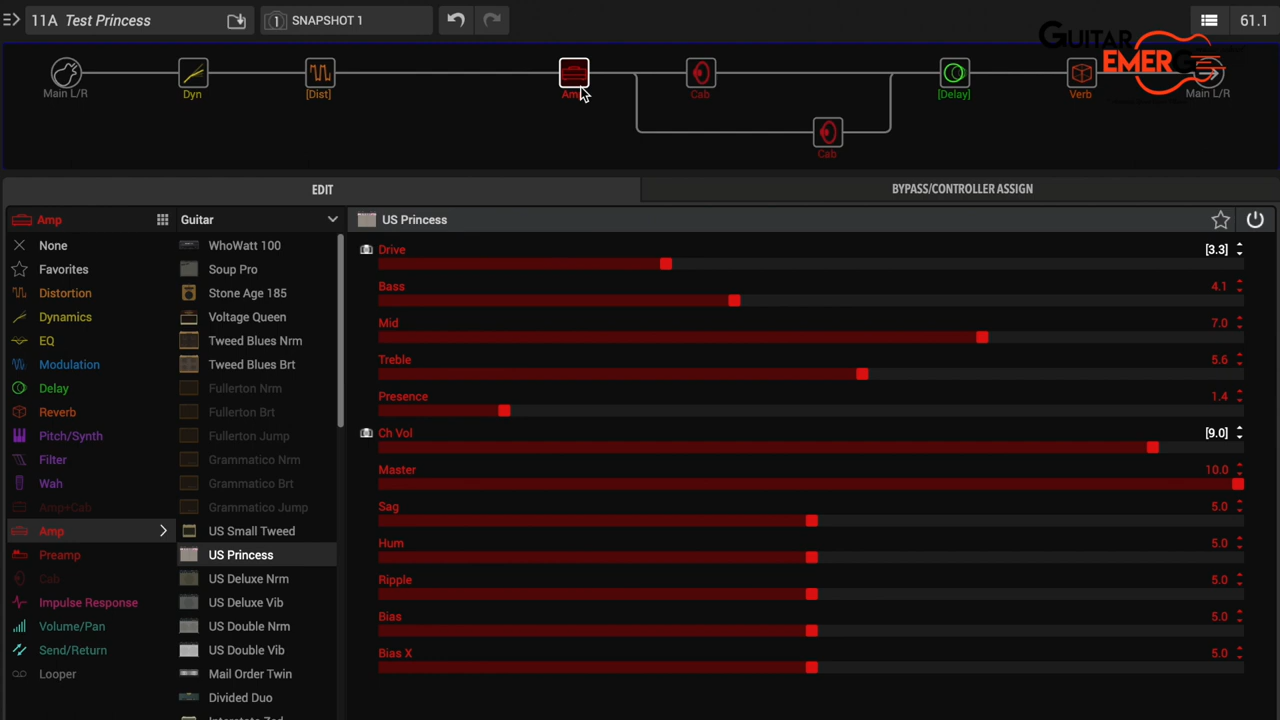 11A Test Princess
1 SNAPSHOT 1
61.1
GUITAR
EMERGE
Main L/R
Dyn
[Dist]
Cab
[Delay]
Verb
Main L/R
Cab
EDIT
BYPASS/CONTROLLER ASSIGN
Amp
None
Favorites
Distortion
Dynamics
EQ
Modulation
Delay
Reverb
Pitch/Synth
Filter
Wah
Amp+Cab
Amp
Preamp
Cab
Impulse Response
Volume/Pan
Send/Return
Looper
Guitar
WhoWatt 100
Soup Pro
Stone Age 185
Voltage Queen
Tweed Blues Nrm
Tweed Blues Brt
Fullerton Nrm
Fullerton Brt
Fullerton Jump
Grammatico Nrm
Grammatico Brt
Grammatico Jump
US Small Tweed
US Princess
US Deluxe Nrm
US Deluxe Vib
US Double Nrm
US Double Vib
Mail Order Twin
Divided Duo
US Princess
Drive [3.3]
Bass 4.1
Mid 7.0
Treble 5.6
Presence 1.4
Ch Vol [9.0]
Master 10.0
Sag 5.0
Hum 5.0
Ripple 5.0
Bias 5.0
Bias X 5.0